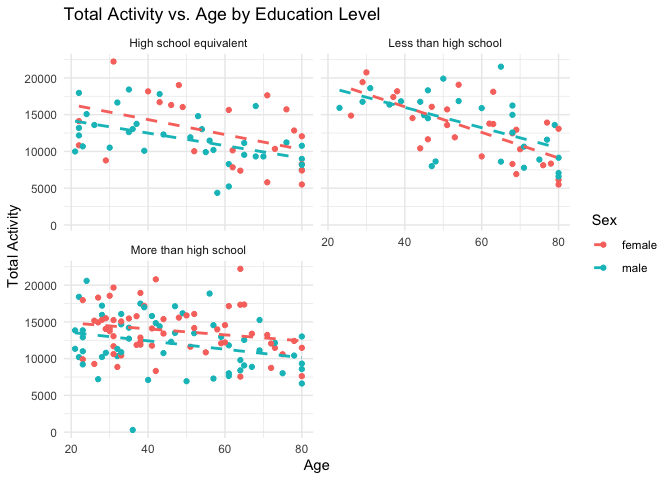 Total Activity vs. Age by Education Level
High school equivalent
Less than high school
20000
15000
10000
5000
0
20 40 60 80
More than high school
20000
15000
10000
5000
0
20 40 60 80
Total Activity
Age
Sex
female
male